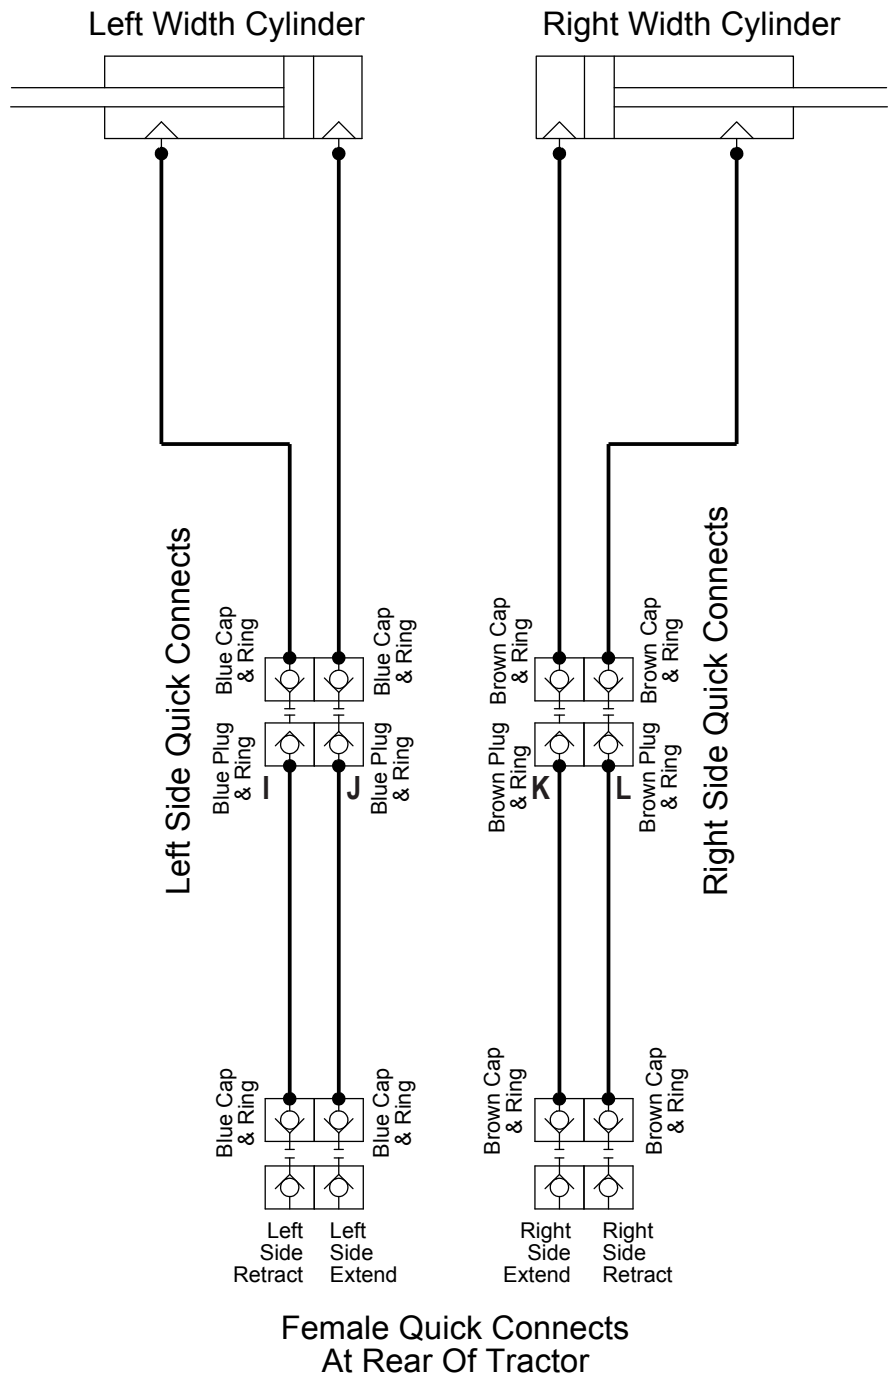 Left Width Cylinder
Right Width Cylinder
Left Side Quick Connects
Right Side Quick Connects
Blue Cap
& Ring
Blue Cap
& Ring
Brown Cap
& Ring
Brown Cap
& Ring
Blue Plug
& Ring
I
J
Blue Plug
& Ring
Brown Plug
& Ring
K
L
Brown Plug
& Ring
Blue Cap
& Ring
Blue Cap
& Ring
Brown Cap
& Ring
Brown Cap
& Ring
Left
Side
Retract
Left
Side
Extend
Right
Side
Extend
Right
Side
Retract
Female Quick Connects
At Rear Of Tractor